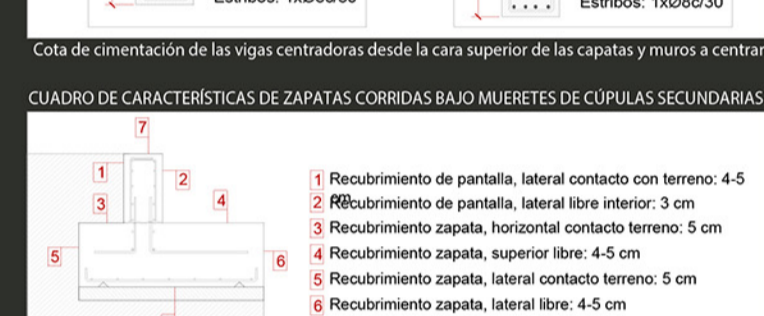 Estribos: 1xØ8c/30
Cota de cimentación de las vigas centradoras desde la cara superior de las capatas y muros a centrar
CUADRO DE CARACTERÍSTICAS DE ZAPATAS CORRIDAS BAJO MUERETES DE CÚPULAS SECUNDARIAS
7
1
2
3
4
5
6
1 Recubrimiento de pantalla, lateral contacto con terreno: 4-5
cm
2 Recubrimiento de pantalla, lateral libre interior: 3 cm
3 Recubrimiento zapata, horizontal contacto terreno: 5 cm
4 Recubrimiento zapata, superior libre: 4-5 cm
5 Recubrimiento zapata, lateral contacto terreno: 5 cm
6 Recubrimiento zapata, lateral libre: 4-5 cm